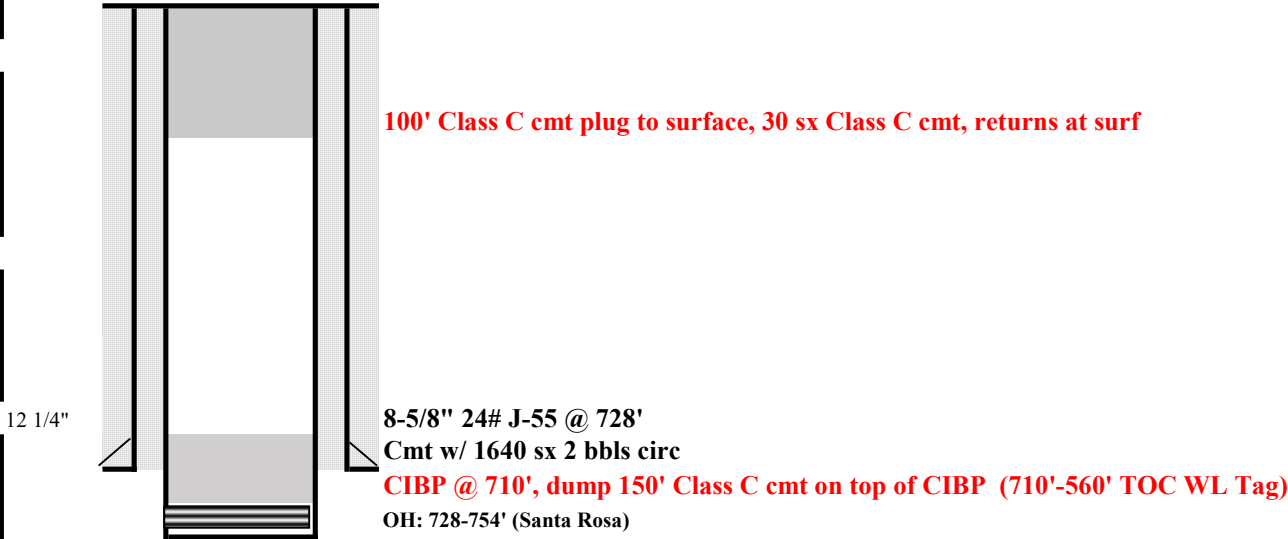 100' Class C cmt plug to surface, 30 sx Class C cmt, returns at surf
12 1/4"
8-5/8" 24# J-55 @ 728'
Cmt w/ 1640 sx 2 bbls circ
CIBP @ 710', dump 150' Class C cmt on top of CIBP (710'-560' TOC WL Tag)
OH: 728-754' (Santa Rosa)